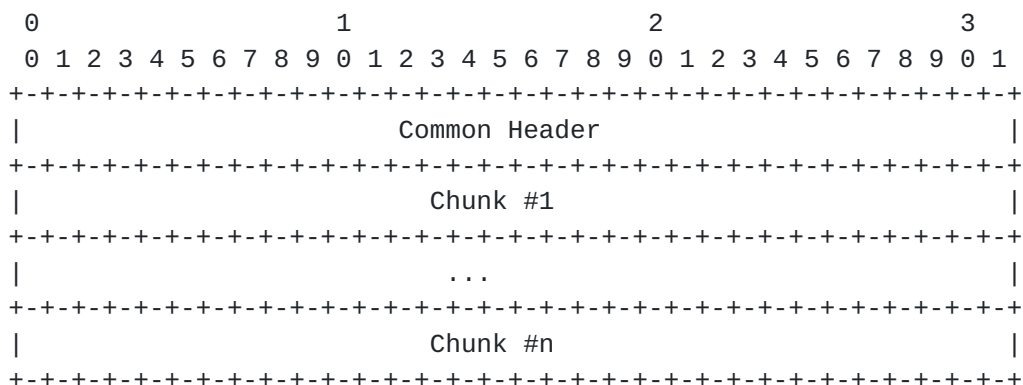 0                   1                   2                   3
 0 1 2 3 4 5 6 7 8 9 0 1 2 3 4 5 6 7 8 9 0 1 2 3 4 5 6 7 8 9 0 1
+-+-+-+-+-+-+-+-+-+-+-+-+-+-+-+-+-+-+-+-+-+-+-+-+-+-+-+-+-+-+-+-+
|                        Common Header                          |
+-+-+-+-+-+-+-+-+-+-+-+-+-+-+-+-+-+-+-+-+-+-+-+-+-+-+-+-+-+-+-+-+
|                          Chunk #1                             |
+-+-+-+-+-+-+-+-+-+-+-+-+-+-+-+-+-+-+-+-+-+-+-+-+-+-+-+-+-+-+-+-+
|                           ...                                 |
+-+-+-+-+-+-+-+-+-+-+-+-+-+-+-+-+-+-+-+-+-+-+-+-+-+-+-+-+-+-+-+-+
|                          Chunk #n                             |
+-+-+-+-+-+-+-+-+-+-+-+-+-+-+-+-+-+-+-+-+-+-+-+-+-+-+-+-+-+-+-+-+